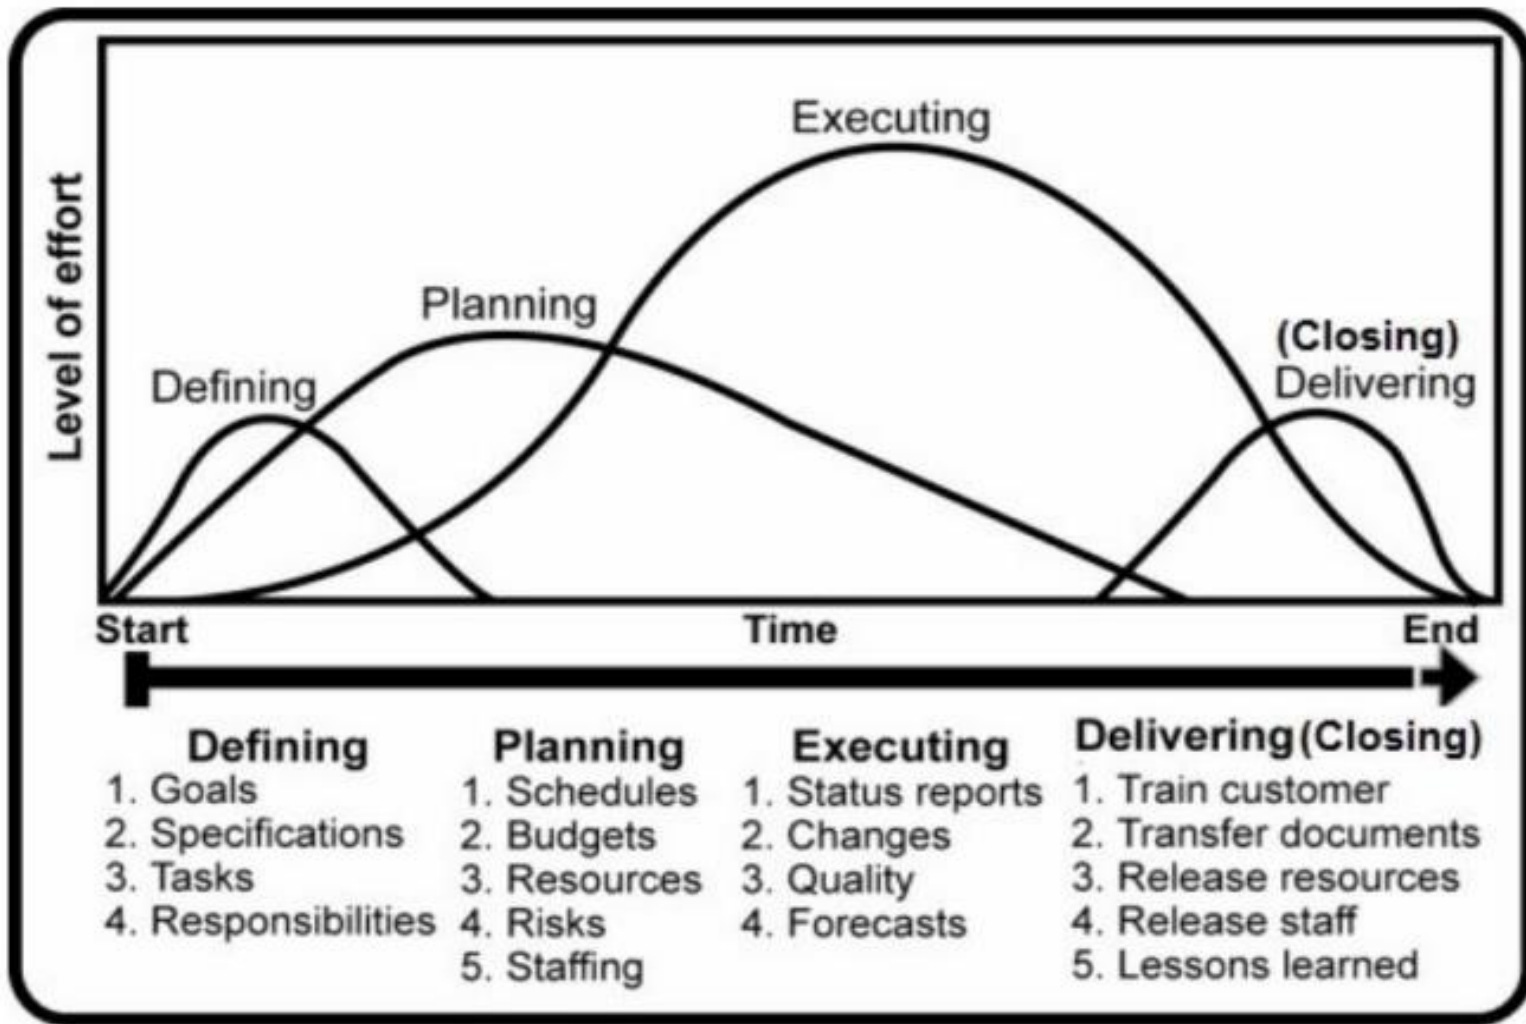 Executing
Planning
(Closing)
Defining
Delivering
Level of effort
Start
Time
End
Defining
1. Goals
2. Specifications
3. Tasks
4. Responsibilities
Planning
1. Schedules
2. Budgets
3. Resources
4. Risks
5. Staffing
Executing
1. Status reports
2. Changes
3. Quality
4. Forecasts
Delivering (Closing)
1. Train customer
2. Transfer documents
3. Release resources
4. Release staff
5. Lessons learned